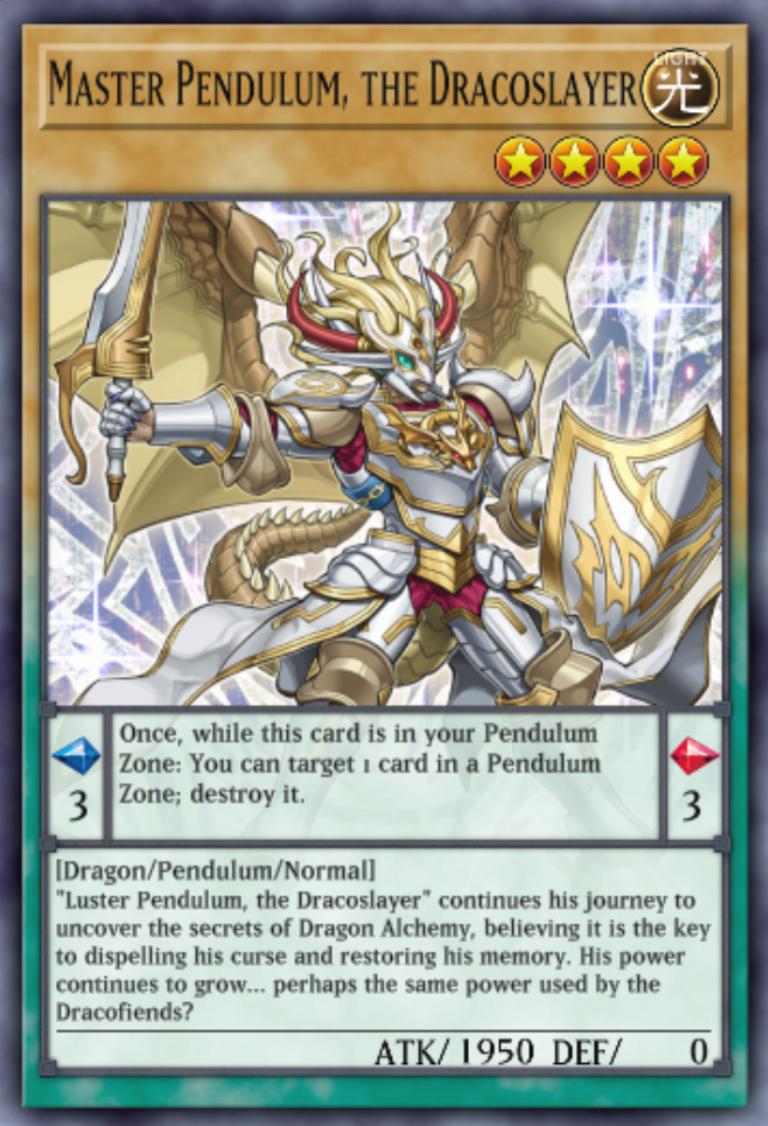 MASTER PENDULUM, THE DRACOSLAYER
LIGHT
光
Once, while this card is in your Pendulum
Zone: You can target 1 card in a Pendulum
Zone; destroy it.
3
3
[Dragon/Pendulum/Normal]
"Luster Pendulum, the Dracoslayer" continues his journey to
uncover the secrets of Dragon Alchemy, believing it is the key
to dispelling his curse and restoring his memory. His power
continues to grow... perhaps the same power used by the
Dracofiends?
ATK/ 1950 DEF/ 0